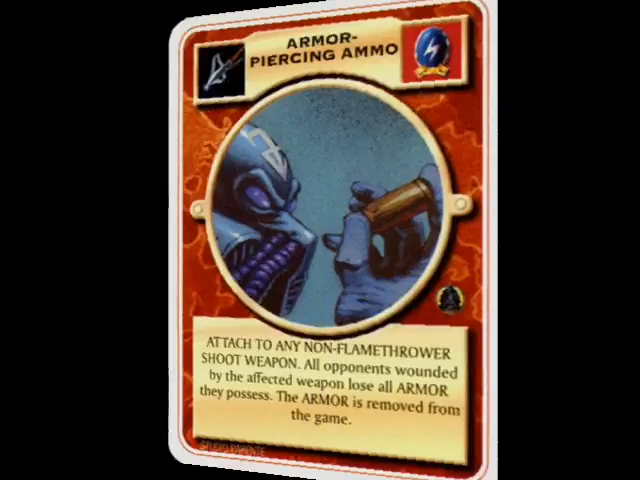 ARMOR-
PIERCING AMMO
ATTACH TO ANY NON-FLAMETHROWER
SHOOT WEAPON. All opponents wounded
by the affected weapon lose all ARMOR
they possess. The ARMOR is removed from
the game.